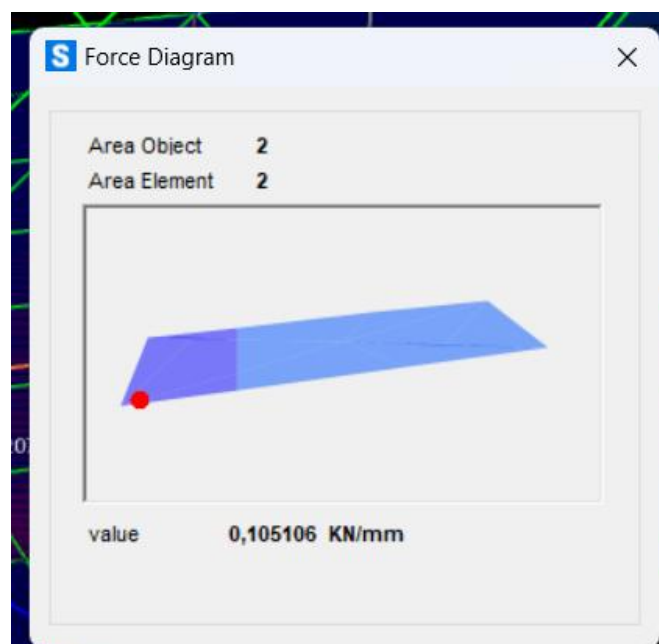 S Force Diagram
Area Object 2
Area Element 2
value 0,105106 KN/mm